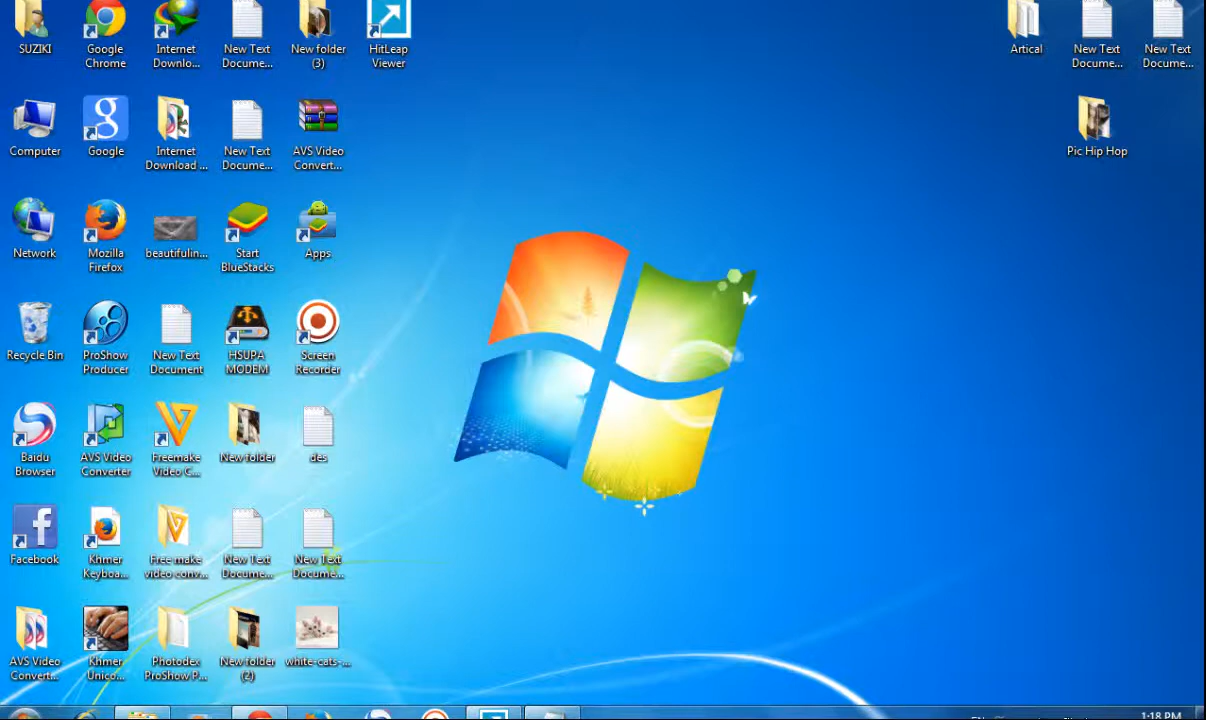 SUZIKI
Google
Chrome
Internet
Downlo...
New Text
Docume...
New folder
(3)
HitLeap
Viewer
Artical
New Text
Docume...
New Text
Docume...
Computer
Google
Internet
Download ...
New Text
Docume...
AVS Video
Convert...
Pic Hip Hop
Network
Mozilla
Firefox
beautifulin...
Start
BlueStacks
Apps
Recycle Bin
ProShow
Producer
New Text
Document
HSUPA
MODEM
Screen
Recorder
Baidu
Browser
AVS Video
Converter
Freemake
Video C...
New folder
des
Facebook
Khmer
Keyboa...
Free make
video conv...
New Text
Docume...
New Text
Docume...
AVS Video
Convert...
Khmer
Unico...
Photodex
ProShow P...
New folder
(2)
white-cats-...
1:18 PM